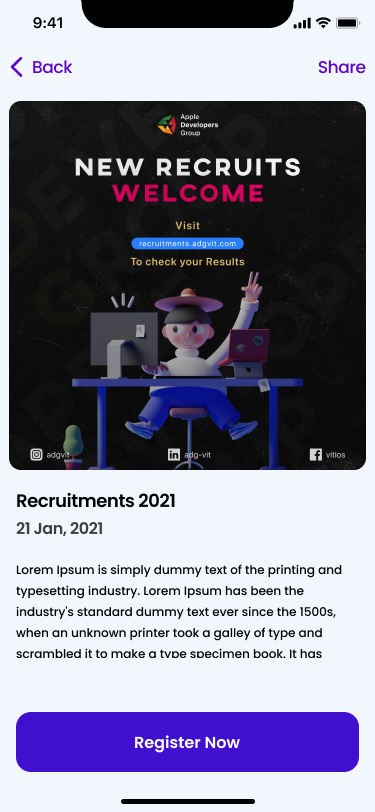 9:41
Back
Share
Apple
Developers
Group
NEW RECRUITS
WELCOME
Visit
recruitments.adgvit.com
To check your Results
adgvit
adg-vit
vitios
Recruitments 2021
21 Jan, 2021
Lorem Ipsum is simply dummy text of the printing and
typesetting industry. Lorem Ipsum has been the
industry's standard dummy text ever since the 1500s,
when an unknown printer took a galley of type and
scrambled it to make a type specimen book. It has
Register Now